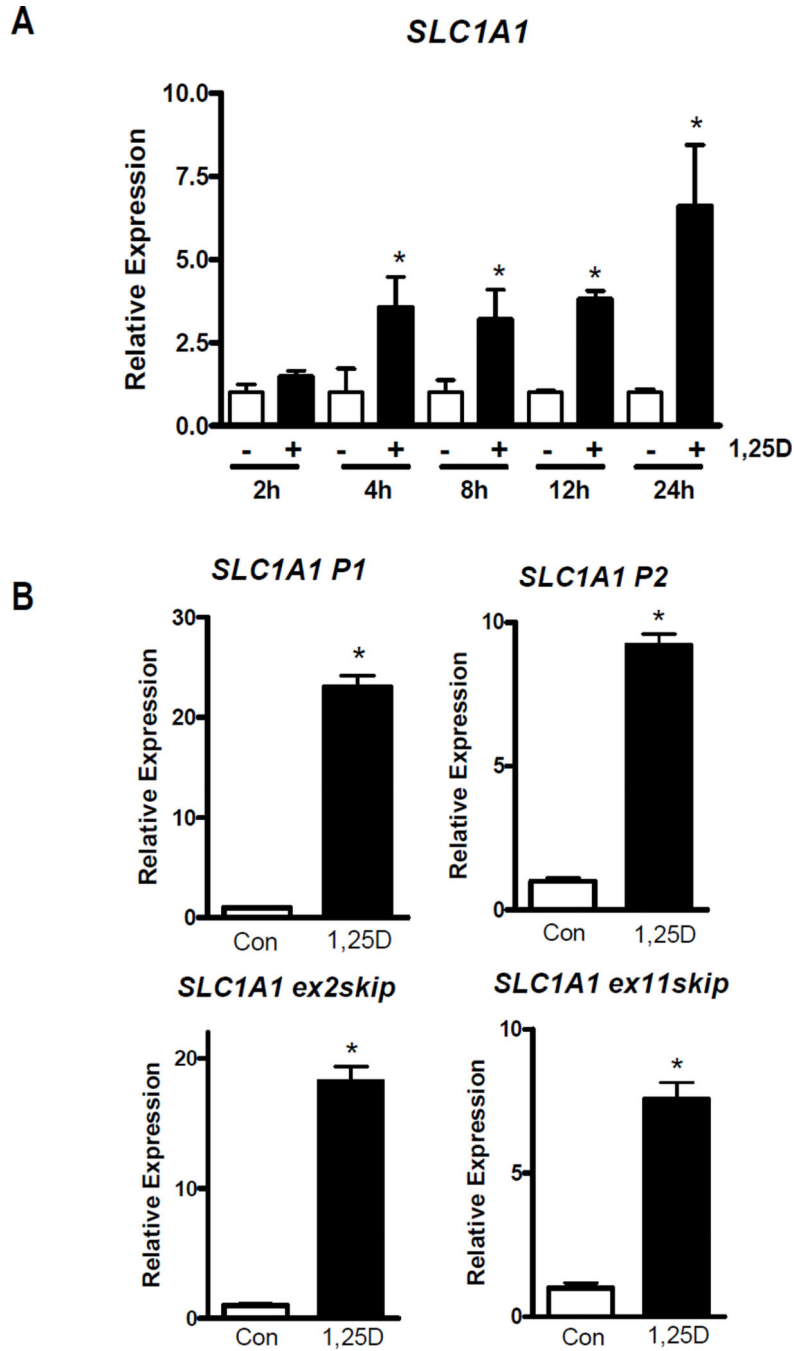 A
SLC1A1
Relative Expression
10.0
7.5
5.0
2.5
0.0
* * * *
- + - + - + - + - + 1,25D
2h 4h 8h 12h 24h
B
SLC1A1 P1
Relative Expression
30
20
10
0
*
Con 1,25D
SLC1A1 P2
Relative Expression
10
5
0
*
Con 1,25D
SLC1A1 ex2skip
Relative Expression
20
10
0
*
Con 1,25D
SLC1A1 ex11skip
Relative Expression
10
5
0
*
Con 1,25D